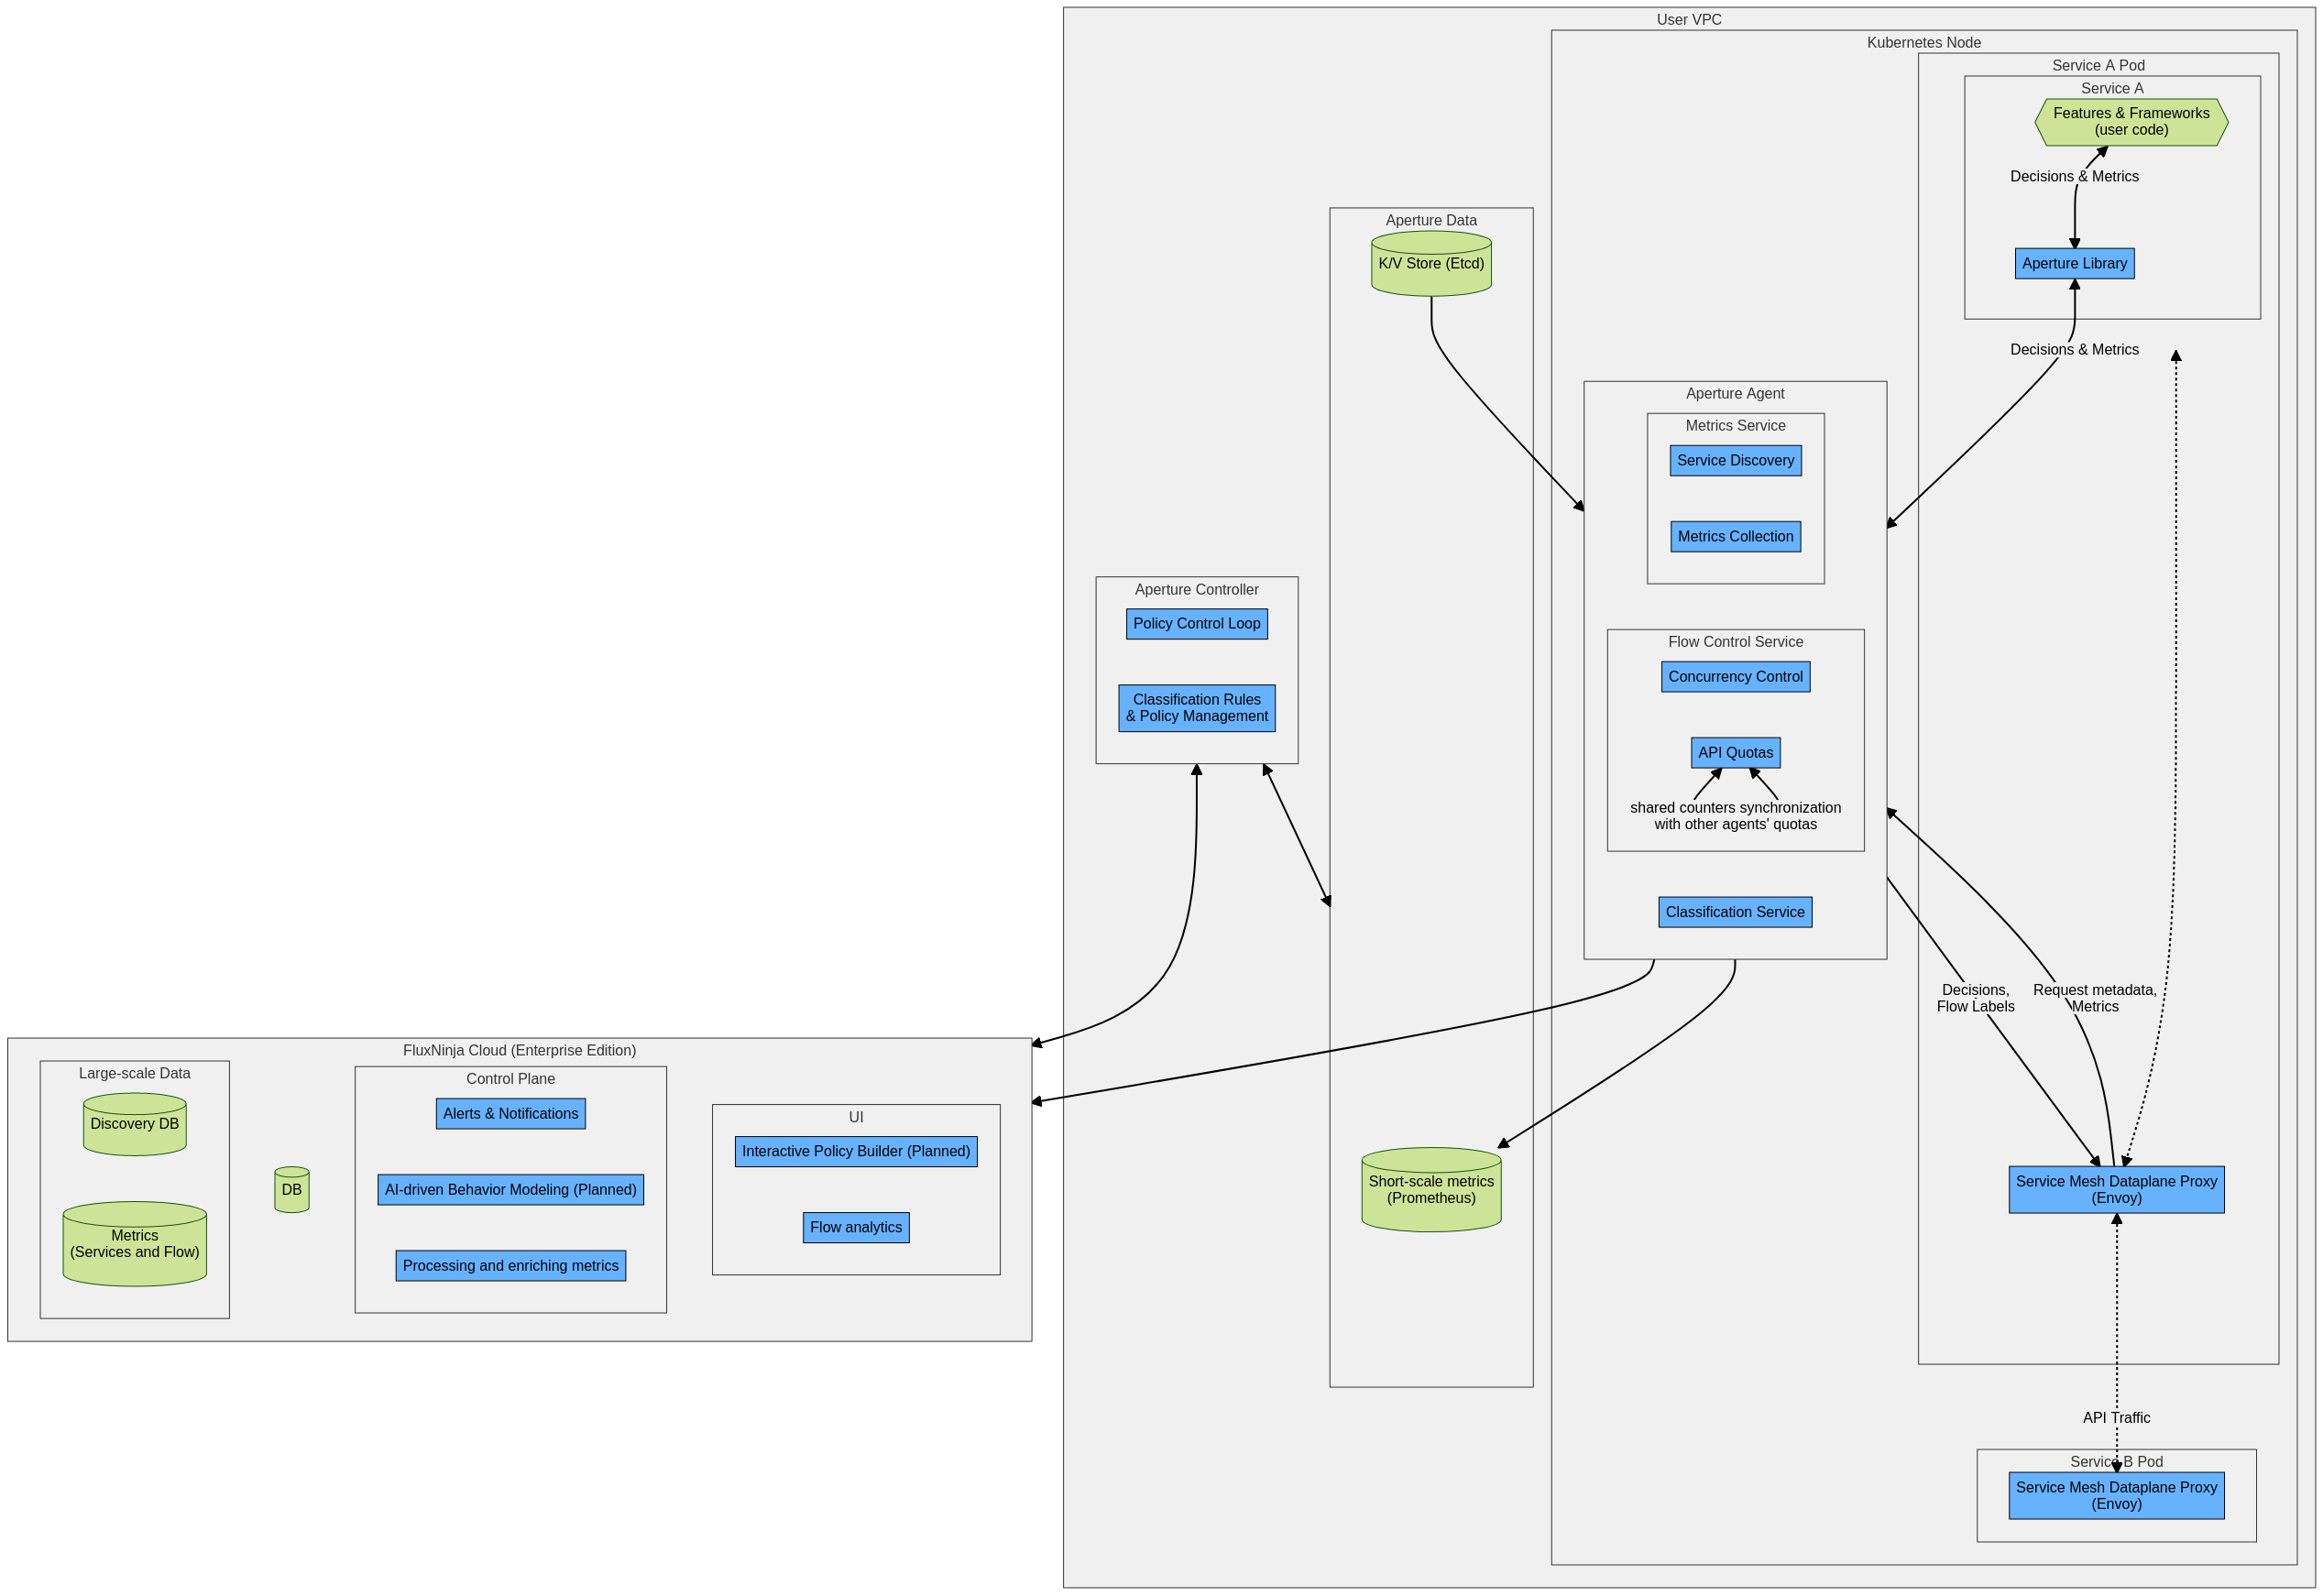 User VPC
Kubernetes Node
Service A Pod
Service A
Features & Frameworks
(user code)
Decisions & Metrics
Aperture Library
Decisions & Metrics
Aperture Data
K/V Store (Etcd)
Aperture Agent
Metrics Service
Service Discovery
Metrics Collection
Aperture Controller
Policy Control Loop
Classification Rules
& Policy Management
Flow Control Service
Concurrency Control
API Quotas
shared counters synchronization
with other agents' quotas
Classification Service
Decisions,
Flow Labels
Request metadata,
Metrics
FluxNinja Cloud (Enterprise Edition)
Large-scale Data
Discovery DB
Metrics
(Services and Flow)
DB
Control Plane
Alerts & Notifications
AI-driven Behavior Modeling (Planned)
Processing and enriching metrics
UI
Interactive Policy Builder (Planned)
Flow analytics
Short-scale metrics
(Prometheus)
Service Mesh Dataplane Proxy
(Envoy)
API Traffic
Service B Pod
Service Mesh Dataplane Proxy
(Envoy)